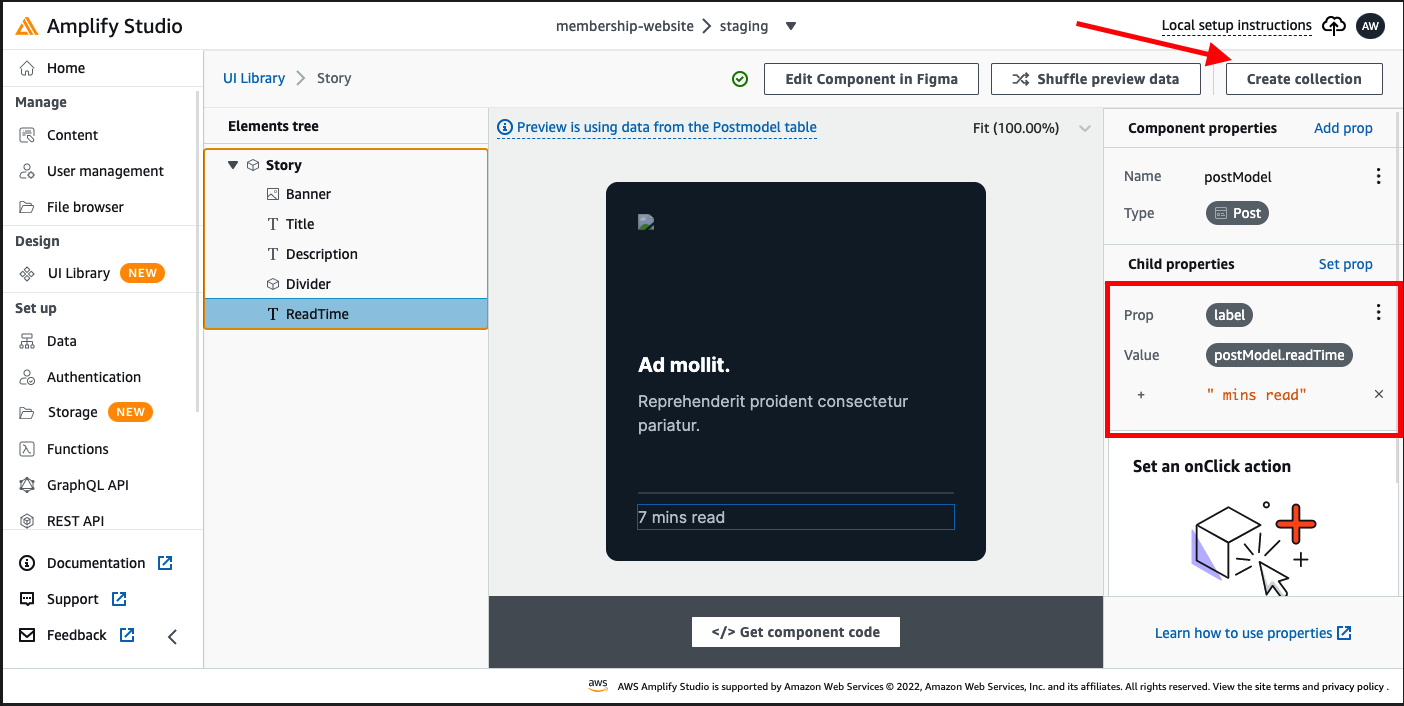 Amplify Studio
membership-website > staging
Local setup instructions
AW
Home
Manage
Content
User management
File browser
Design
UI Library NEW
Set up
Data
Authentication
Storage NEW
Functions
GraphQL API
REST API
Documentation
Support
Feedback
UI Library > Story
Edit Component in Figma
Shuffle preview data
Create collection
Elements tree
Story
Banner
Title
Description
Divider
ReadTime
Preview is using data from the Postmodel table
Fit (100.00%)
Ad mollit.
Reprehenderit proident consectetur
pariatur.
7 mins read
</> Get component code
Component properties Add prop
Name postModel
Type Post
Child properties Set prop
Prop label
Value postModel.readTime
+ " mins read" ×
Set an onClick action
Learn how to use properties
aws AWS Amplify Studio is supported by Amazon Web Services © 2022, Amazon Web Services, Inc. and its affiliates. All rights reserved. View the site terms and privacy policy .